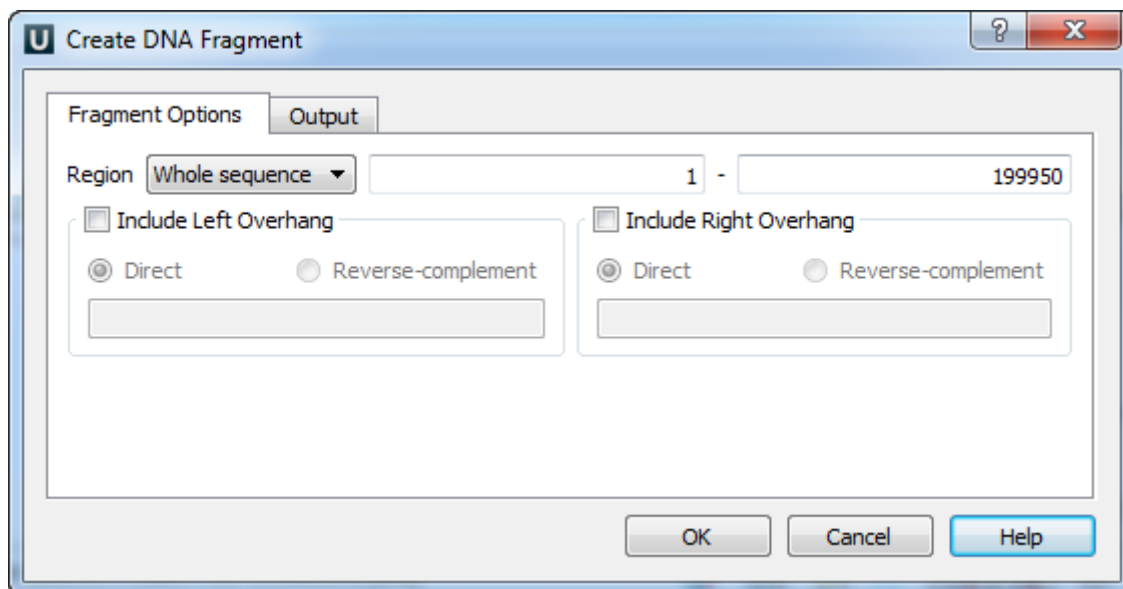 U Create DNA Fragment ? X
Fragment Options Output
Region Whole sequence 1 - 199950
Include Left Overhang Include Right Overhang
Direct Reverse-complement Direct Reverse-complement
OK Cancel Help